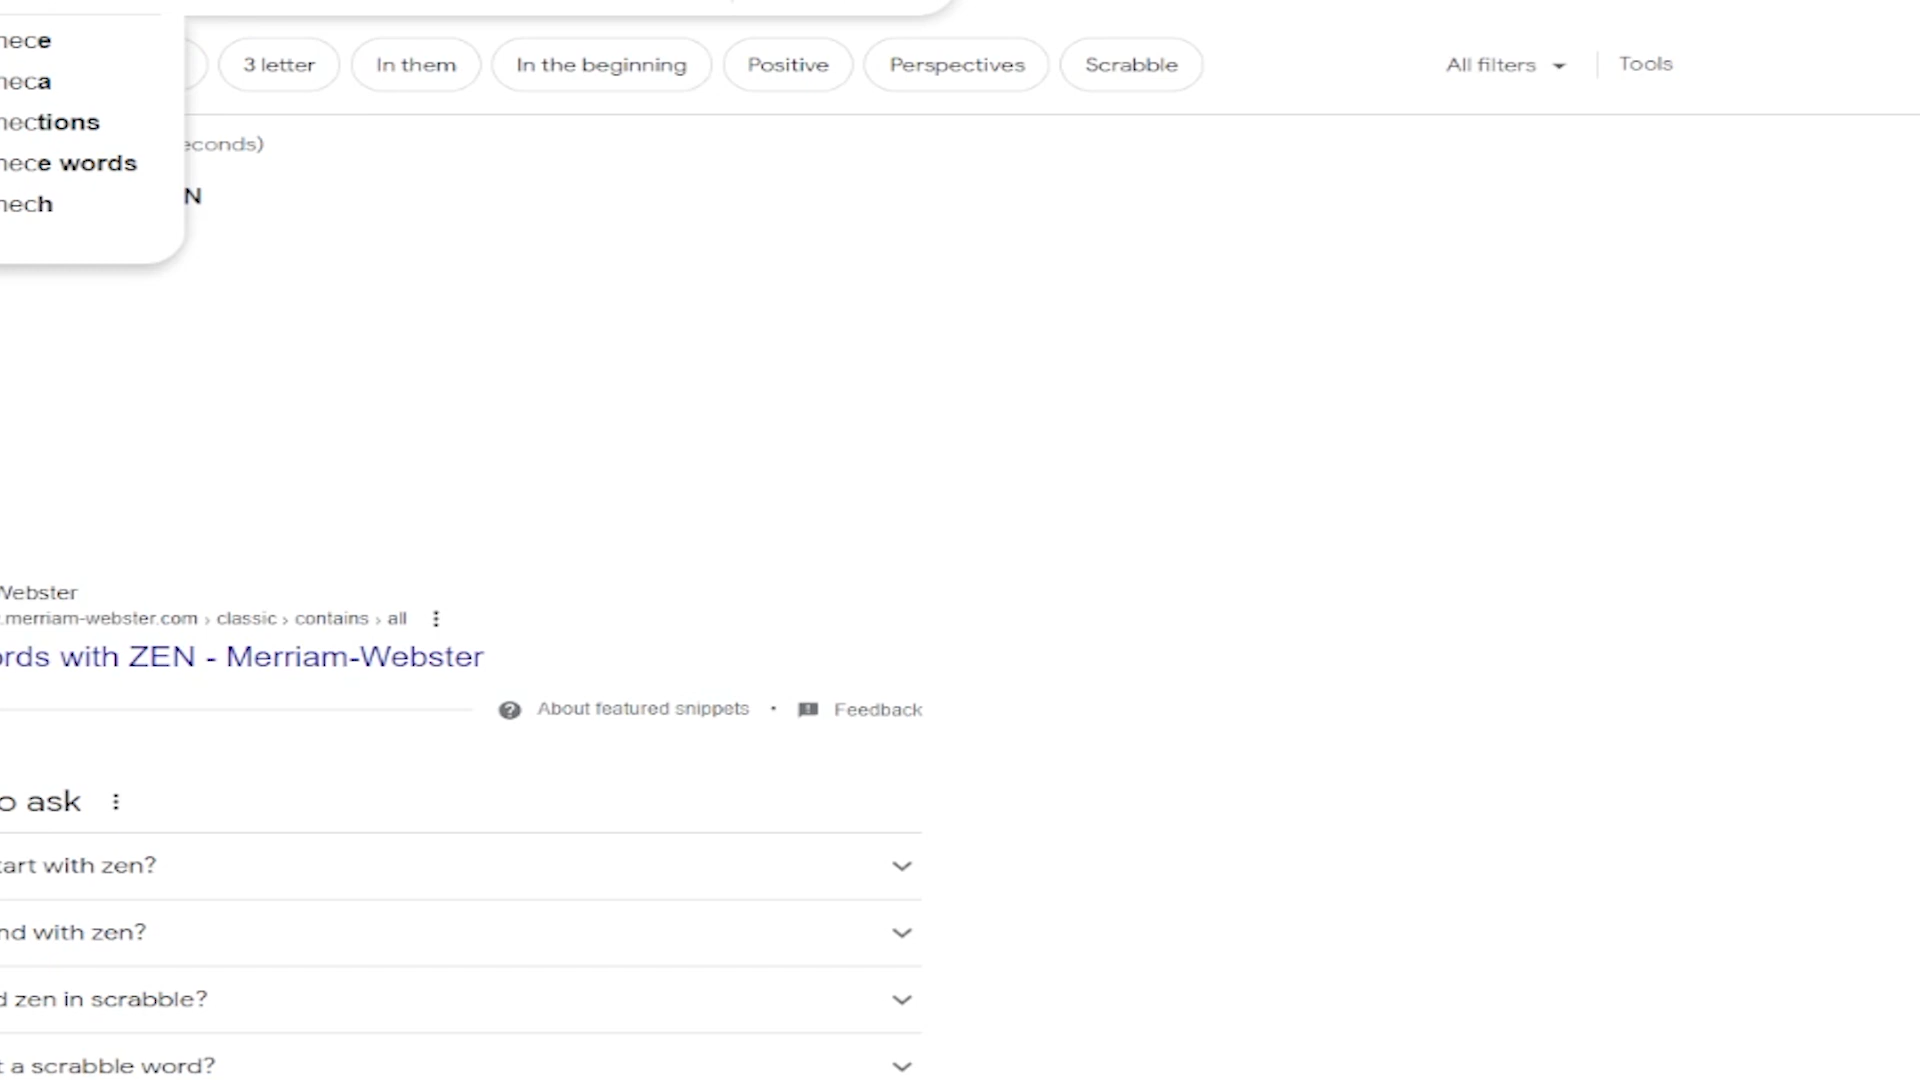 nece
3 letter In them In the beginning Positive Perspectives Scrabble All filters Tools
neca
nections
econds)
nece words
N
nech
Webster
.merriam-webster.com › classic › contains › all
ords with ZEN - Merriam-Webster
About featured snippets • Feedback
o ask
tart with zen?
nd with zen?
d zen in scrabble?
t a scrabble word?